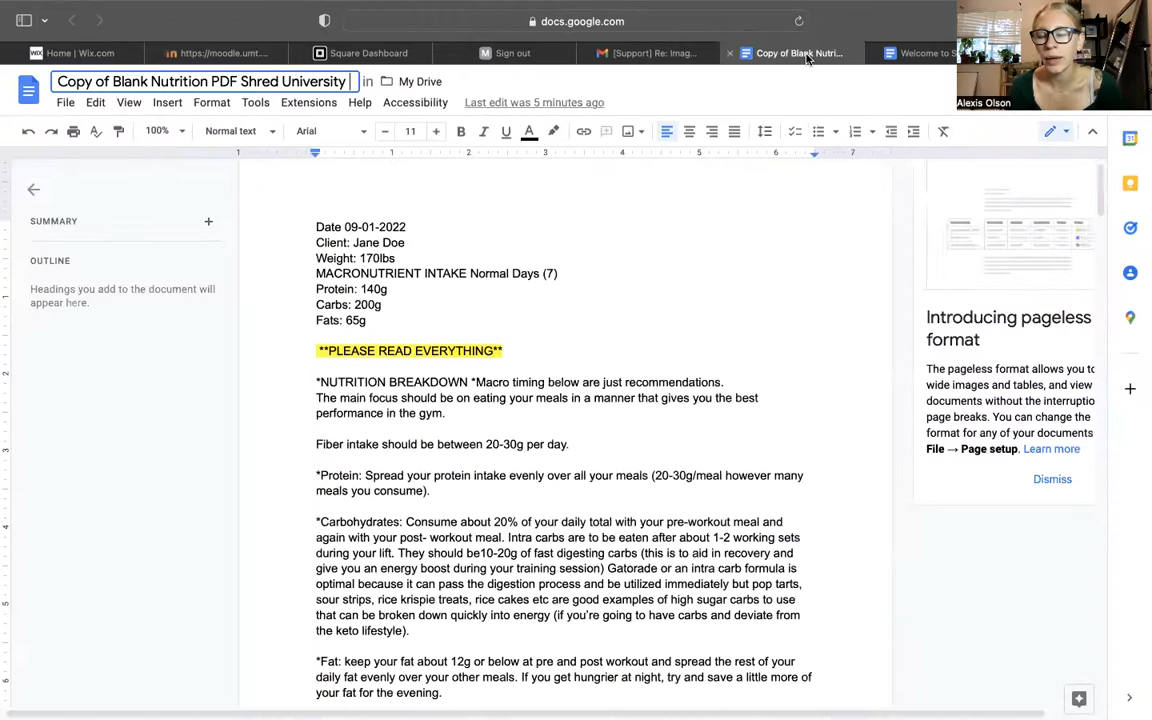 docs.google.com
Home | Wix.com
https://moodle.umt....
Square Dashboard
Sign out
[Support] Re: Imag...
Copy of Blank Nutri...
Welcome to S
Alexis Olson
Copy of Blank Nutrition PDF Shred University
in
My Drive
File Edit View Insert Format Tools Extensions Help Accessibility Last edit was 5 minutes ago
100% Normal text Arial 11
1 1 2 3 4 5 6 7
SUMMARY
OUTLINE
Headings you add to the document will
appear here.
Date 09-01-2022
Client: Jane Doe
Weight: 170lbs
MACRONUTRIENT INTAKE Normal Days (7)
Protein: 140g
Carbs: 200g
Fats: 65g
**PLEASE READ EVERYTHING**
*NUTRITION BREAKDOWN *Macro timing below are just recommendations.
The main focus should be on eating your meals in a manner that gives you the best
performance in the gym.
Fiber intake should be between 20-30g per day.
*Protein: Spread your protein intake evenly over all your meals (20-30g/meal however many
meals you consume).
*Carbohydrates: Consume about 20% of your daily total with your pre-workout meal and
again with your post- workout meal. Intra carbs are to be eaten after about 1-2 working sets
during your lift. They should be10-20g of fast digesting carbs (this is to aid in recovery and
give you an energy boost during your training session) Gatorade or an intra carb formula is
optimal because it can pass the digestion process and be utilized immediately but pop tarts,
sour strips, rice krispie treats, rice cakes etc are good examples of high sugar carbs to use
that can be broken down quickly into energy (if you're going to have carbs and deviate from
the keto lifestyle).
*Fat: keep your fat about 12g or below at pre and post workout and spread the rest of your
daily fat evenly over your other meals. If you get hungrier at night, try and save a little more of
your fat for the evening.
Introducing pageless
format
The pageless format allows you to
wide images and tables, and view
documents without the interruptio
page breaks. You can change the
format for any of your documents
File → Page setup. Learn more
Dismiss